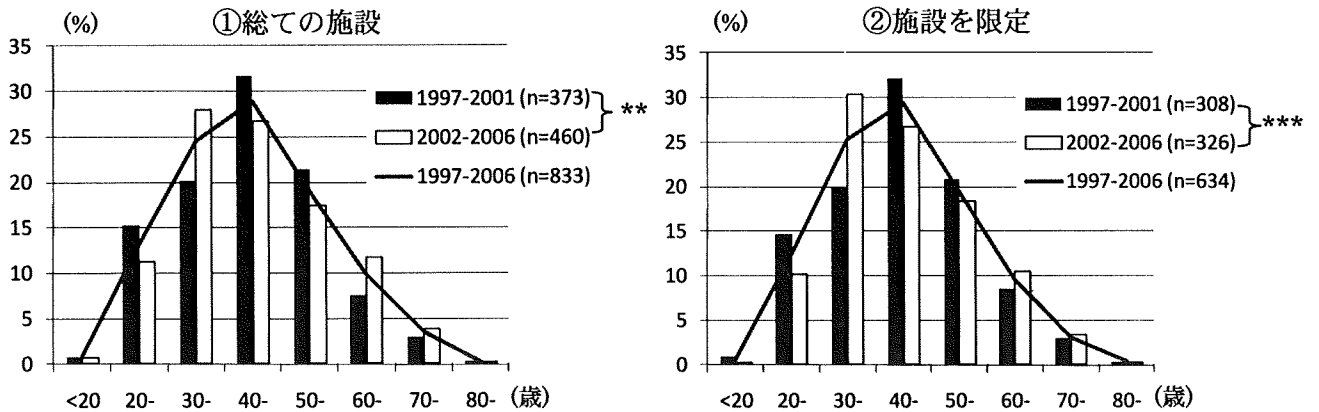 (%) ①総ての施設
35
30
25
20
15
10
5
0
1997-2001 (n=373)
2002-2006 (n=460)
1997-2006 (n=833)
**
<20 20- 30- 40- 50- 60- 70- 80- (歳)
(%) ②施設を限定
35
30
25
20
15
10
5
0
1997-2001 (n=308)
2002-2006 (n=326)
1997-2006 (n=634)
***
<20 20- 30- 40- 50- 60- 70- 80- (歳)